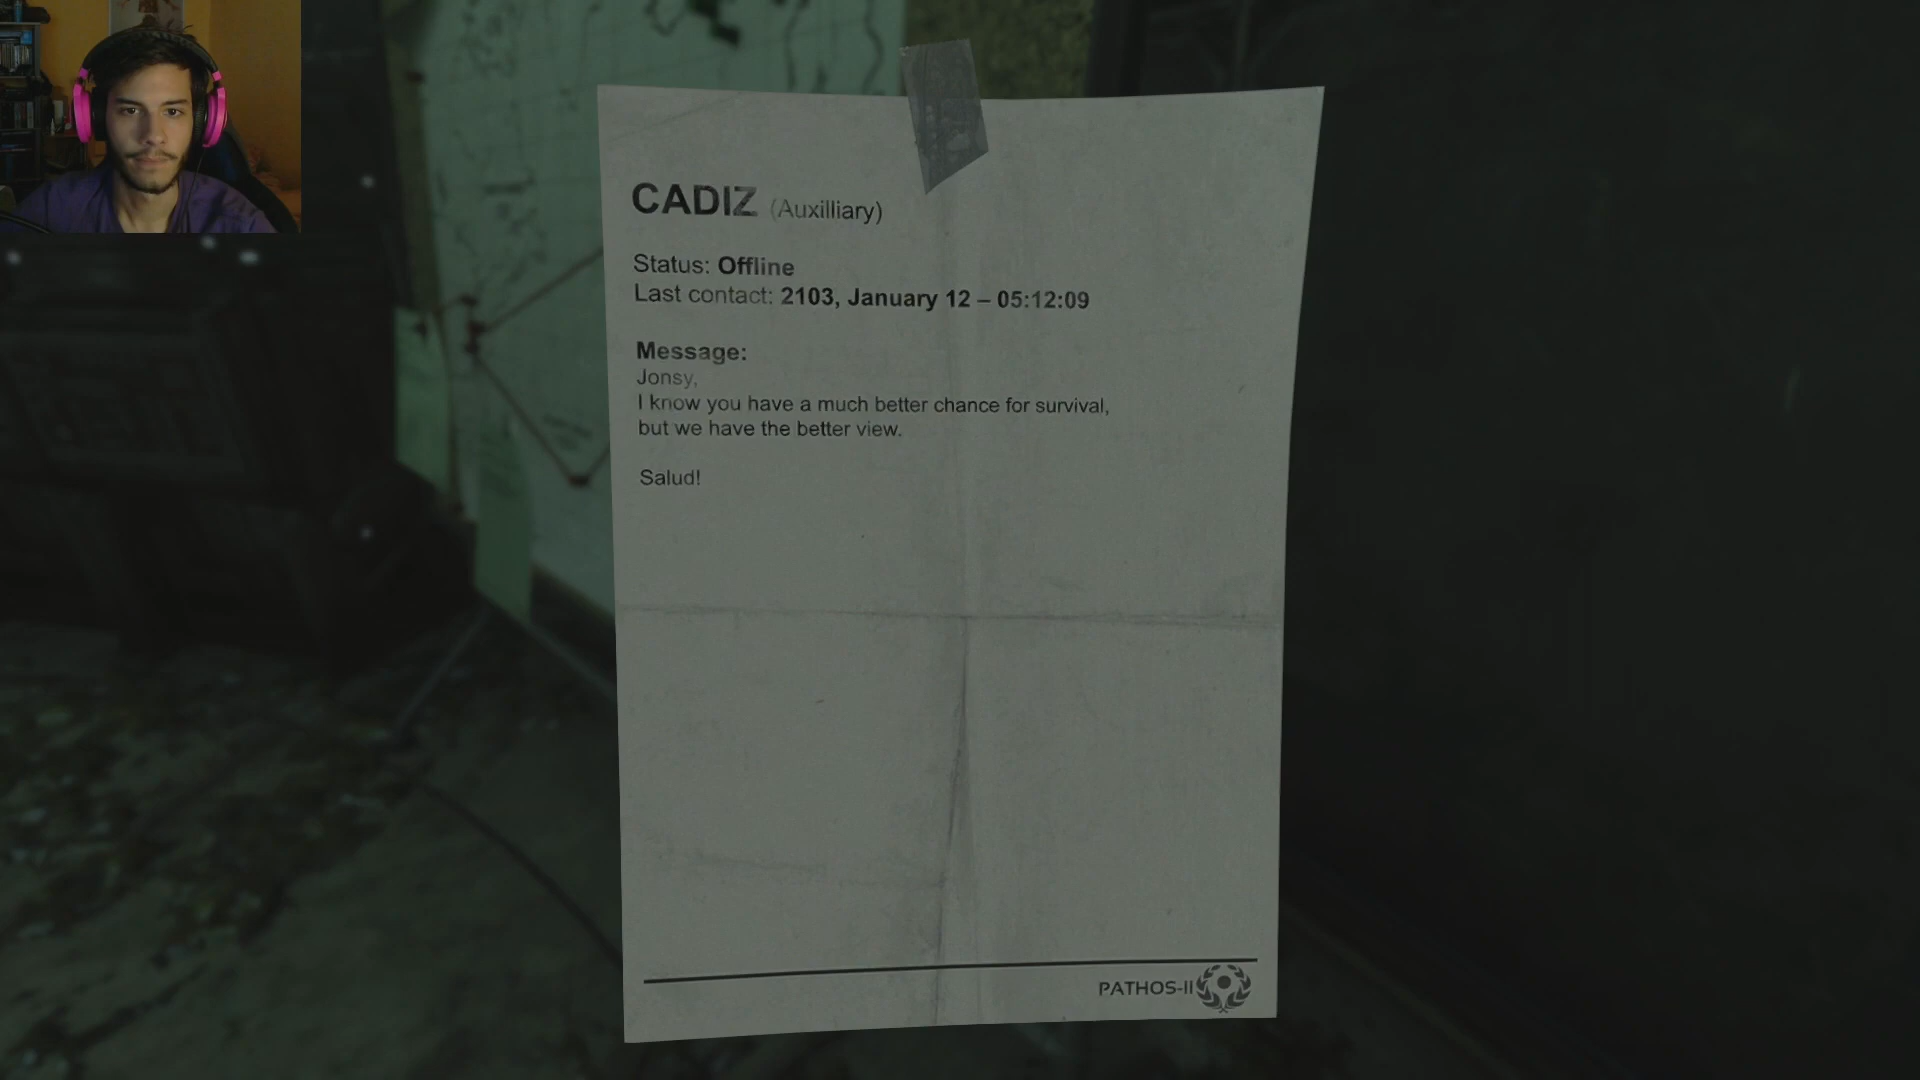 CADIZ (Auxilliary)
Status: Offline
Last contact: 2103, January 12 – 05:12:09
Message:
Jonsy,
I know you have a much better chance for survival,
but we have the better view.
Salud!
PATHOS-II